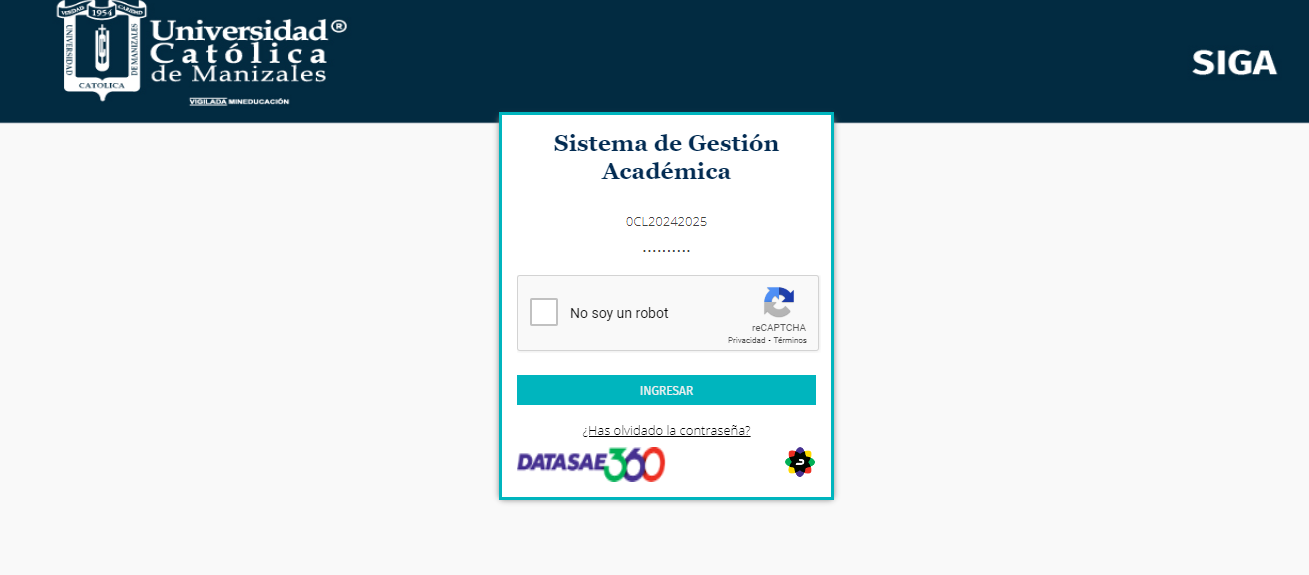 VERDAD 1954 CARIDAD
UNIVERSIDAD
CATOLICA
DE MANIZALES
Universidad®
Católica
de Manizales
VIGILADA MINEDUCACIÓN
SIGA
Sistema de Gestión
Académica
0CL20242025
··········
No soy un robot
reCAPTCHA
Privacidad - Términos
INGRESAR
¿Has olvidado la contraseña?
DATASAE360